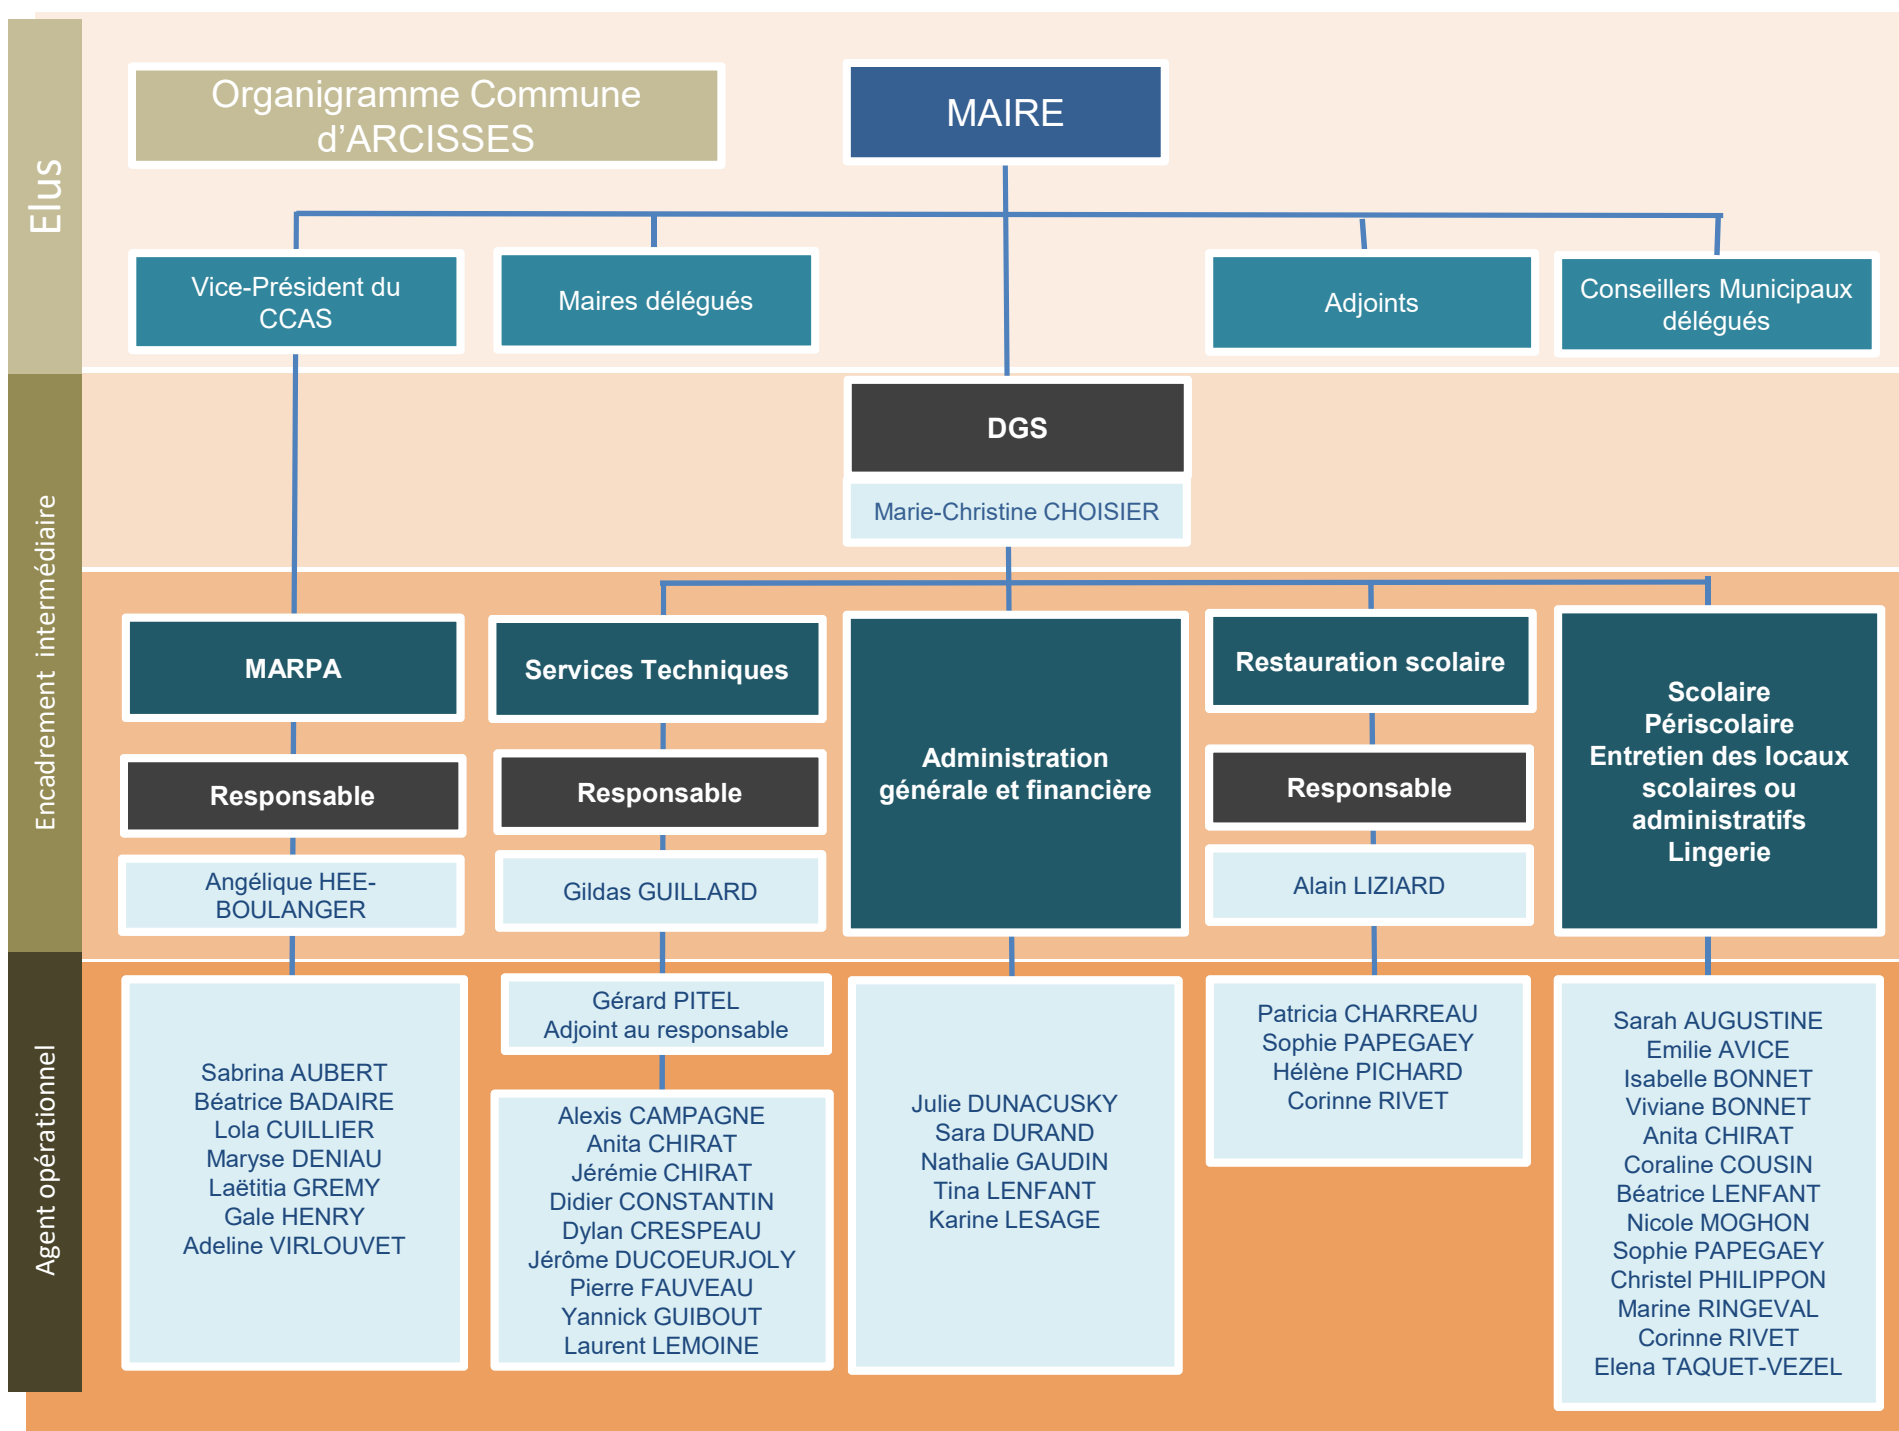 Organigramme Commune
d'ARCISSES
MAIRE
Elus
Vice-Président du
CCAS
Maires délégués
Adjoints
Conseillers Municipaux
délégués
Encadrement intermédiaire
DGS
Marie-Christine CHOISIER
MARPA
Responsable
Angélique HEE-
BOULANGER
Services Techniques
Responsable
Gildas GUILLARD
Administration
générale et financière
Restauration scolaire
Responsable
Alain LIZIARD
Scolaire
Périscolaire
Entretien des locaux
scolaires ou
administratifs
Lingerie
Agent opérationnel
Sabrina AUBERT
Béatrice BADAIRE
Lola CUILLIER
Maryse DENIAU
Laëtitia GREMY
Gale HENRY
Adeline VIRLOUVET
Gérard PITEL
Adjoint au responsable
Alexis CAMPAGNE
Anita CHIRAT
Jérémie CHIRAT
Didier CONSTANTIN
Dylan CRESPEAU
Jérôme DUCOEURJOLY
Pierre FAUVEAU
Yannick GUIBOUT
Laurent LEMOINE
Julie DUNACUSKY
Sara DURAND
Nathalie GAUDIN
Tina LENFANT
Karine LESAGE
Patricia CHARREAU
Sophie PAPEGAEY
Hélène PICHARD
Corinne RIVET
Sarah AUGUSTINE
Emilie AVICE
Isabelle BONNET
Viviane BONNET
Anita CHIRAT
Coraline COUSIN
Béatrice LENFANT
Nicole MOGHON
Sophie PAPEGAEY
Christel PHILIPPON
Marine RINGEVAL
Corinne RIVET
Elena TAQUET-VEZEL